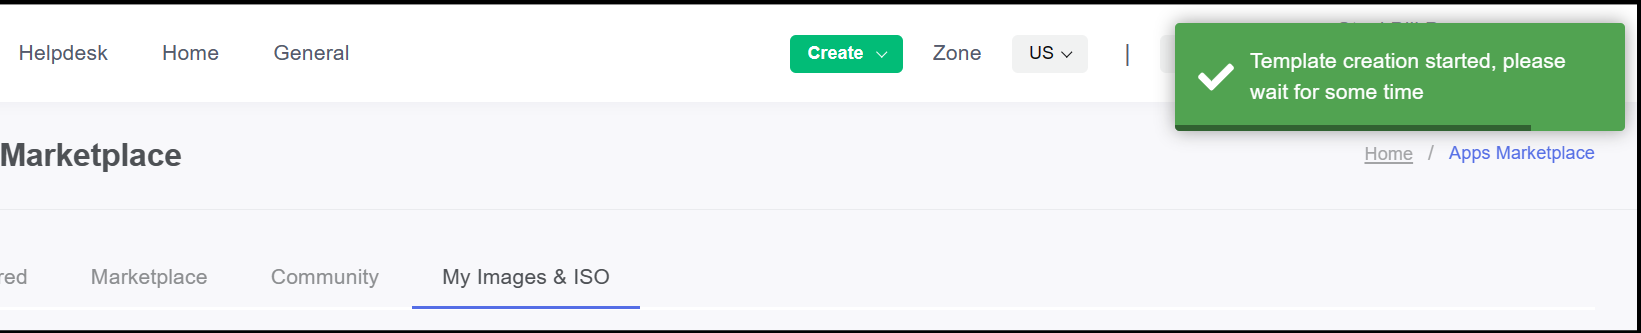 Helpdesk Home General Create Zone US |
Template creation started, please
wait for some time
Marketplace
Home / Apps Marketplace
red Marketplace Community My Images & ISO